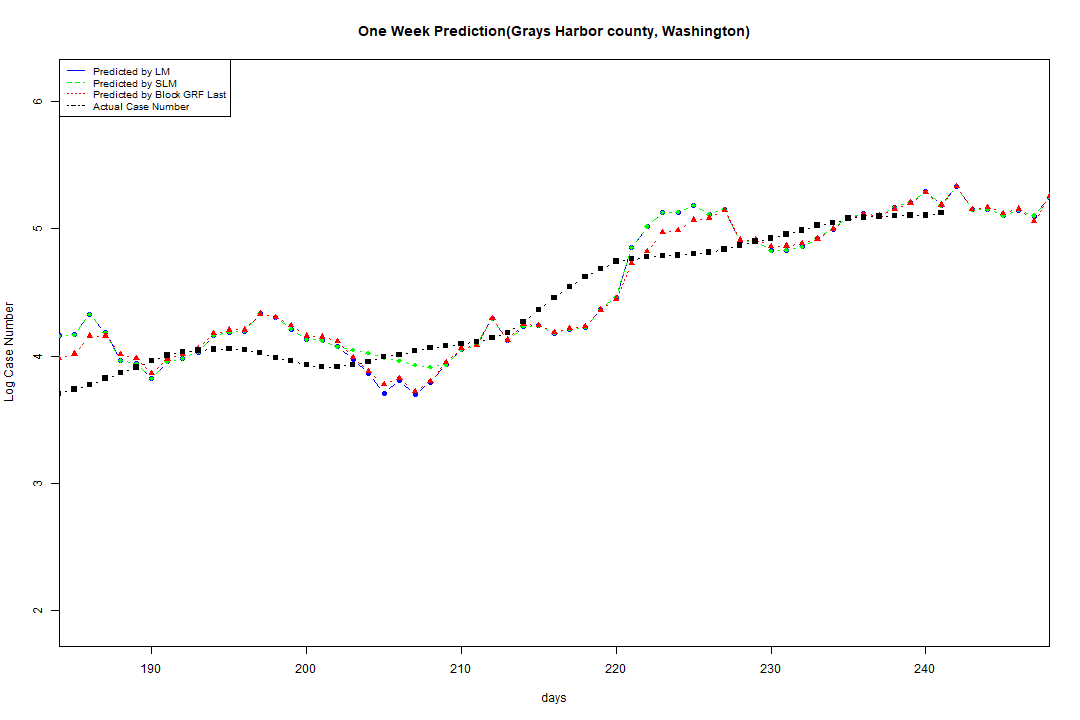 One Week Prediction(Grays Harbor county, Washington)
Predicted by LM
Predicted by SLM
Predicted by Block GRF Last
Actual Case Number
6
5
4
3
2
Log Case Number
190 200 210 220 230 240
days